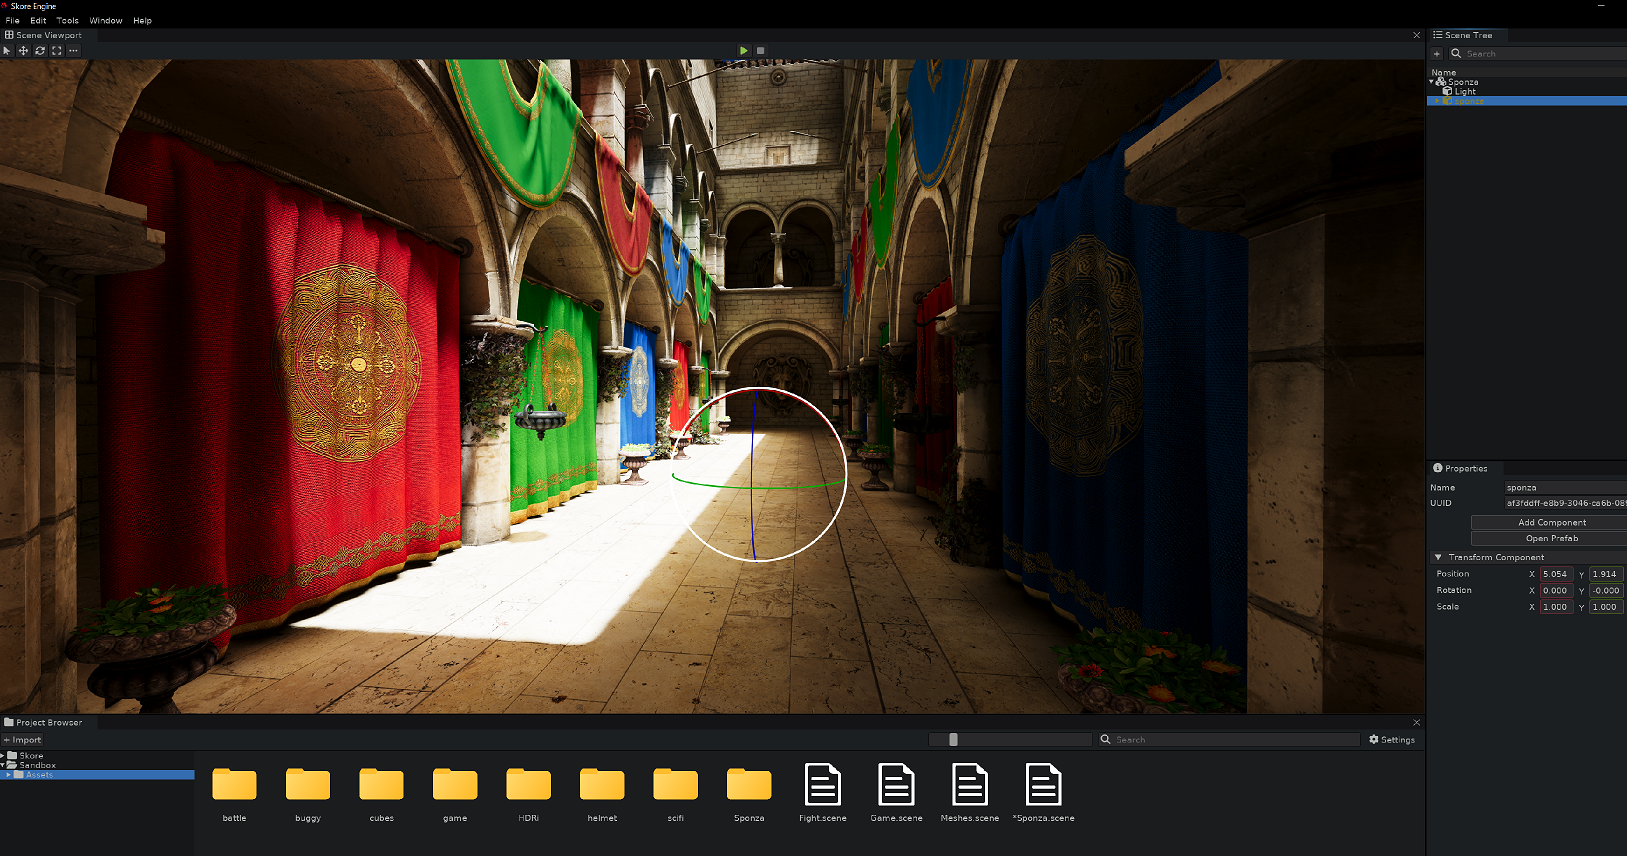 Skore Engine
File Edit Tools Window Help
Scene Viewport
Scene Tree
Search
Name
Sponza
Light
sponza
Properties
Name sponza
UUID af3fddff-e8b9-3046-ca6b-08
Add Component
Open Prefab
Transform Component
Position X 5.054 Y 1.914
Rotation X 0.000 Y -0.000
Scale X 1.000 Y 1.000
Project Browser
+ Import
Search
Settings
Skore
Sandbox
Assets
battle buggy cubes game HDRi helmet scifi Sponza Fight.scene Game.scene Meshes.scene *Sponza.scene